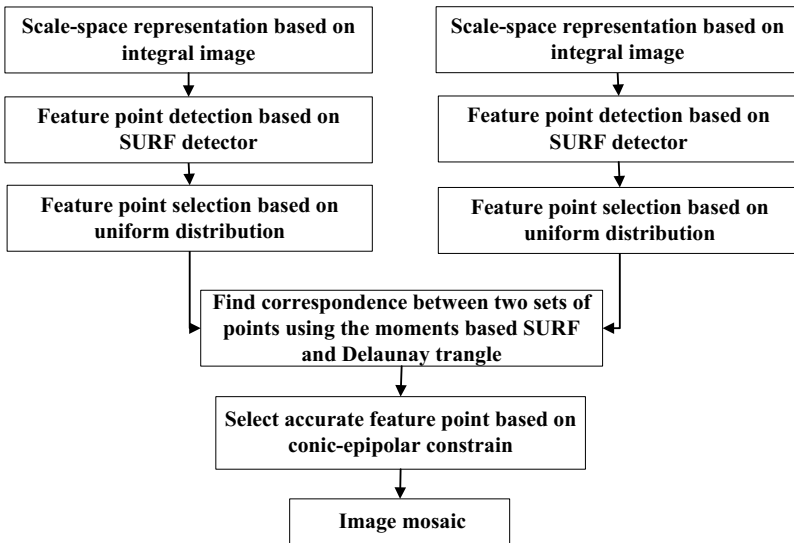 Scale-space representation based on
integral image
Feature point detection based on
SURF detector
Feature point selection based on
uniform distribution
Scale-space representation based on
integral image
Feature point detection based on
SURF detector
Feature point selection based on
uniform distribution
Find correspondence between two sets of
points using the moments based SURF
and Delaunay trangle
Select accurate feature point based on
conic-epipolar constrain
Image mosaic